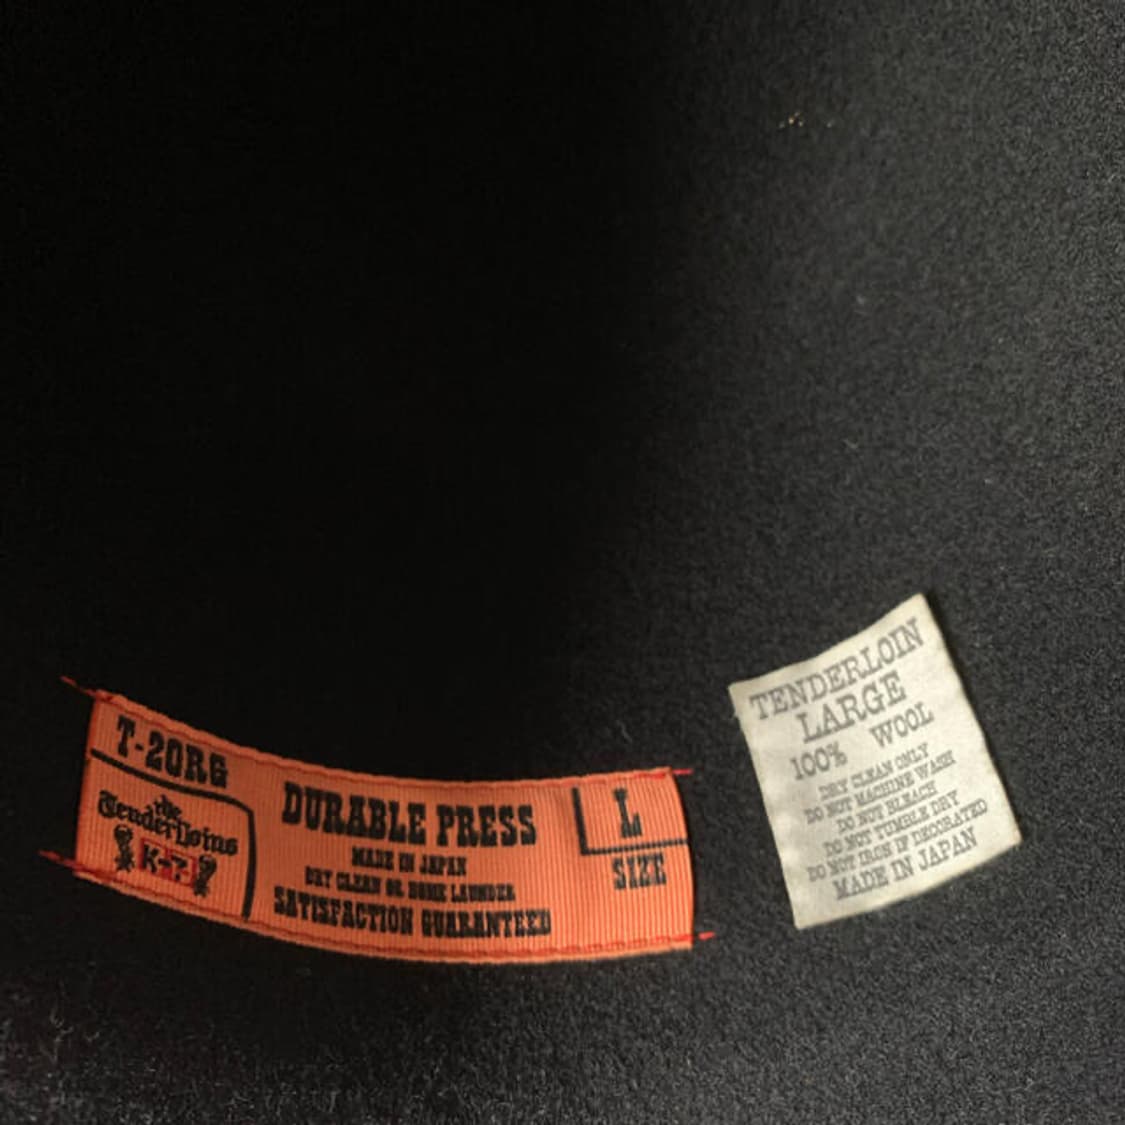 T-20RG
the
Tenderloins
K-T
DURABLE PRESS
MADE IN JAPAN
DRY CLEAN OR HOME LAUNDER
SATISFACTION GUARANTEED
L
SIZE
TENDERLOIN
LARGE
100% WOOL
DRY CLEAN ONLY
DO NOT MACHINE WASH
DO NOT BLEACH
DO NOT TUMBLE DRY
DO NOT IRON IF DECORATED
MADE IN JAPAN